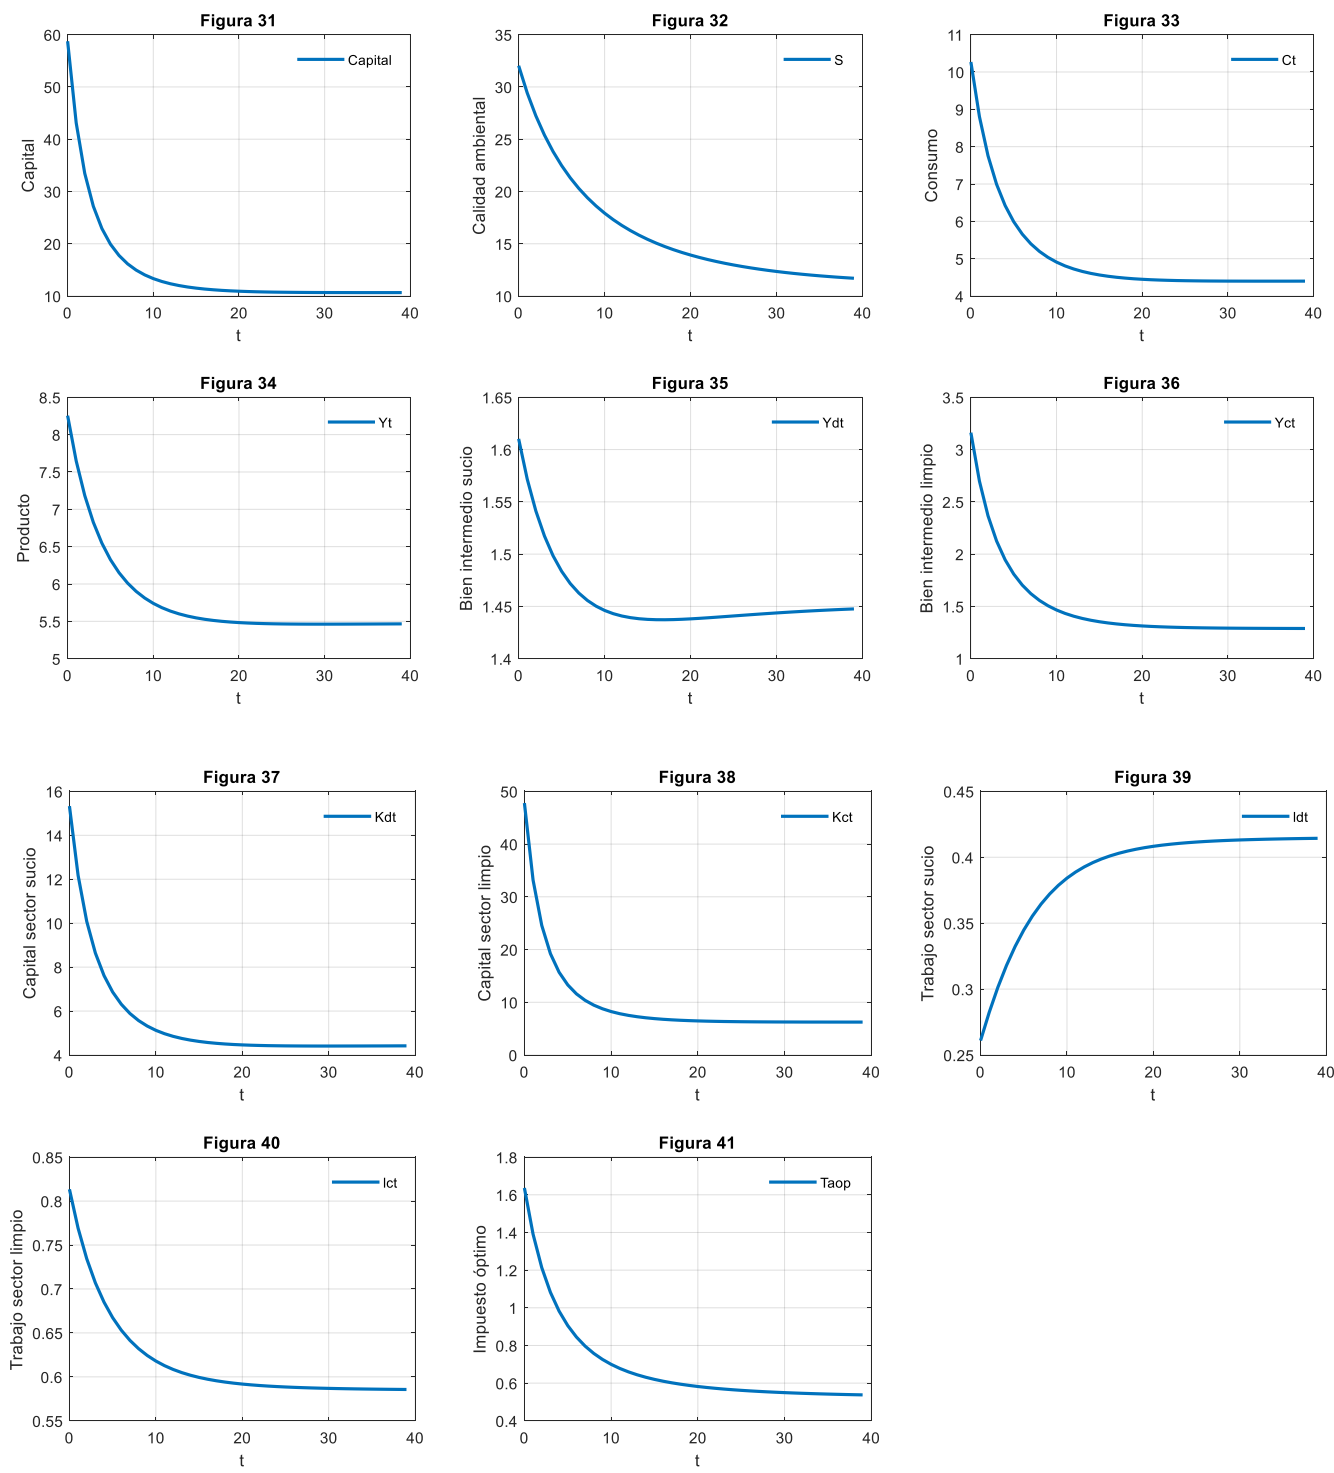 Figura 31
Capital
60
50
40
30
20
10
Capital
0 10 20 30 40
t
Figura 32
S
35
30
25
20
15
10
Calidad ambiental
0 10 20 30 40
t
Figura 33
Ct
11
10
9
8
7
6
5
4
Consumo
0 10 20 30 40
t
Figura 34
Yt
8.5
8
7.5
7
6.5
6
5.5
5
Producto
0 10 20 30 40
t
Figura 35
Ydt
1.65
1.6
1.55
1.5
1.45
1.4
Bien intermedio sucio
0 10 20 30 40
t
Figura 36
Yct
3.5
3
2.5
2
1.5
1
Bien intermedio limpio
0 10 20 30 40
t
Figura 37
Kdt
16
14
12
10
8
6
4
Capital sector sucio
0 10 20 30 40
t
Figura 38
Kct
50
40
30
20
10
0
Capital sector limpio
0 10 20 30 40
t
Figura 39
ldt
0.45
0.4
0.35
0.3
0.25
Trabajo sector sucio
0 10 20 30 40
t
Figura 40
lct
0.85
0.8
0.75
0.7
0.65
0.6
0.55
Trabajo sector limpio
0 10 20 30 40
t
Figura 41
Taop
1.8
1.6
1.4
1.2
1
0.8
0.6
0.4
Impuesto óptimo
0 10 20 30 40
t